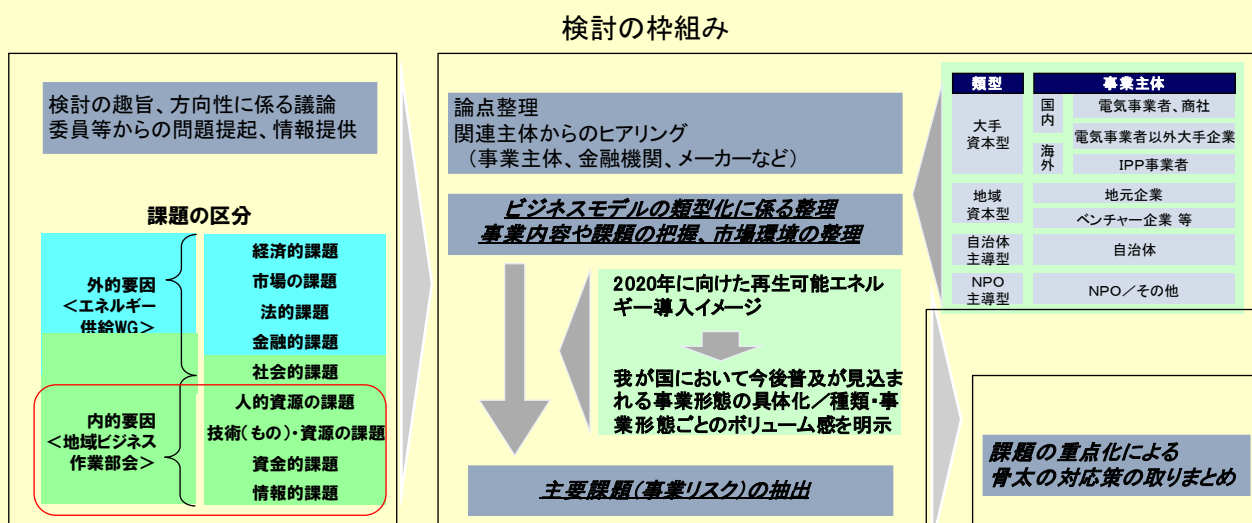 検討の枠組み
検討の趣旨、方向性に係る議論
委員等からの問題提起、情報提供
課題の区分
外的要因
＜エネルギー
供給WG＞
経済的課題
市場の課題
法的課題
金融的課題
社会的課題
内的要因
＜地域ビジネス
作業部会＞
人的資源の課題
技術（もの）・資源の課題
資金的課題
情報的課題
論点整理
関連主体からのヒアリング
（事業主体、金融機関、メーカーなど）
ビジネスモデルの類型化に係る整理
事業内容や課題の把握、市場環境の整理
2020年に向けた再生可能エネル
ギー導入イメージ
我が国において今後普及が見込ま
れる事業形態の具体化／種類・事
業形態ごとのボリューム感を明示
主要課題（事業リスク）の抽出
類型
事業主体
大手
資本型
国
内
電気事業者、商社
電気事業者以外大手企業
海
外
IPP事業者
地域
資本型
地元企業
ベンチャー企業 等
自治体
主導型
自治体
NPO
主導型
NPO／その他
課題の重点化による
骨太の対応策の取りまとめ